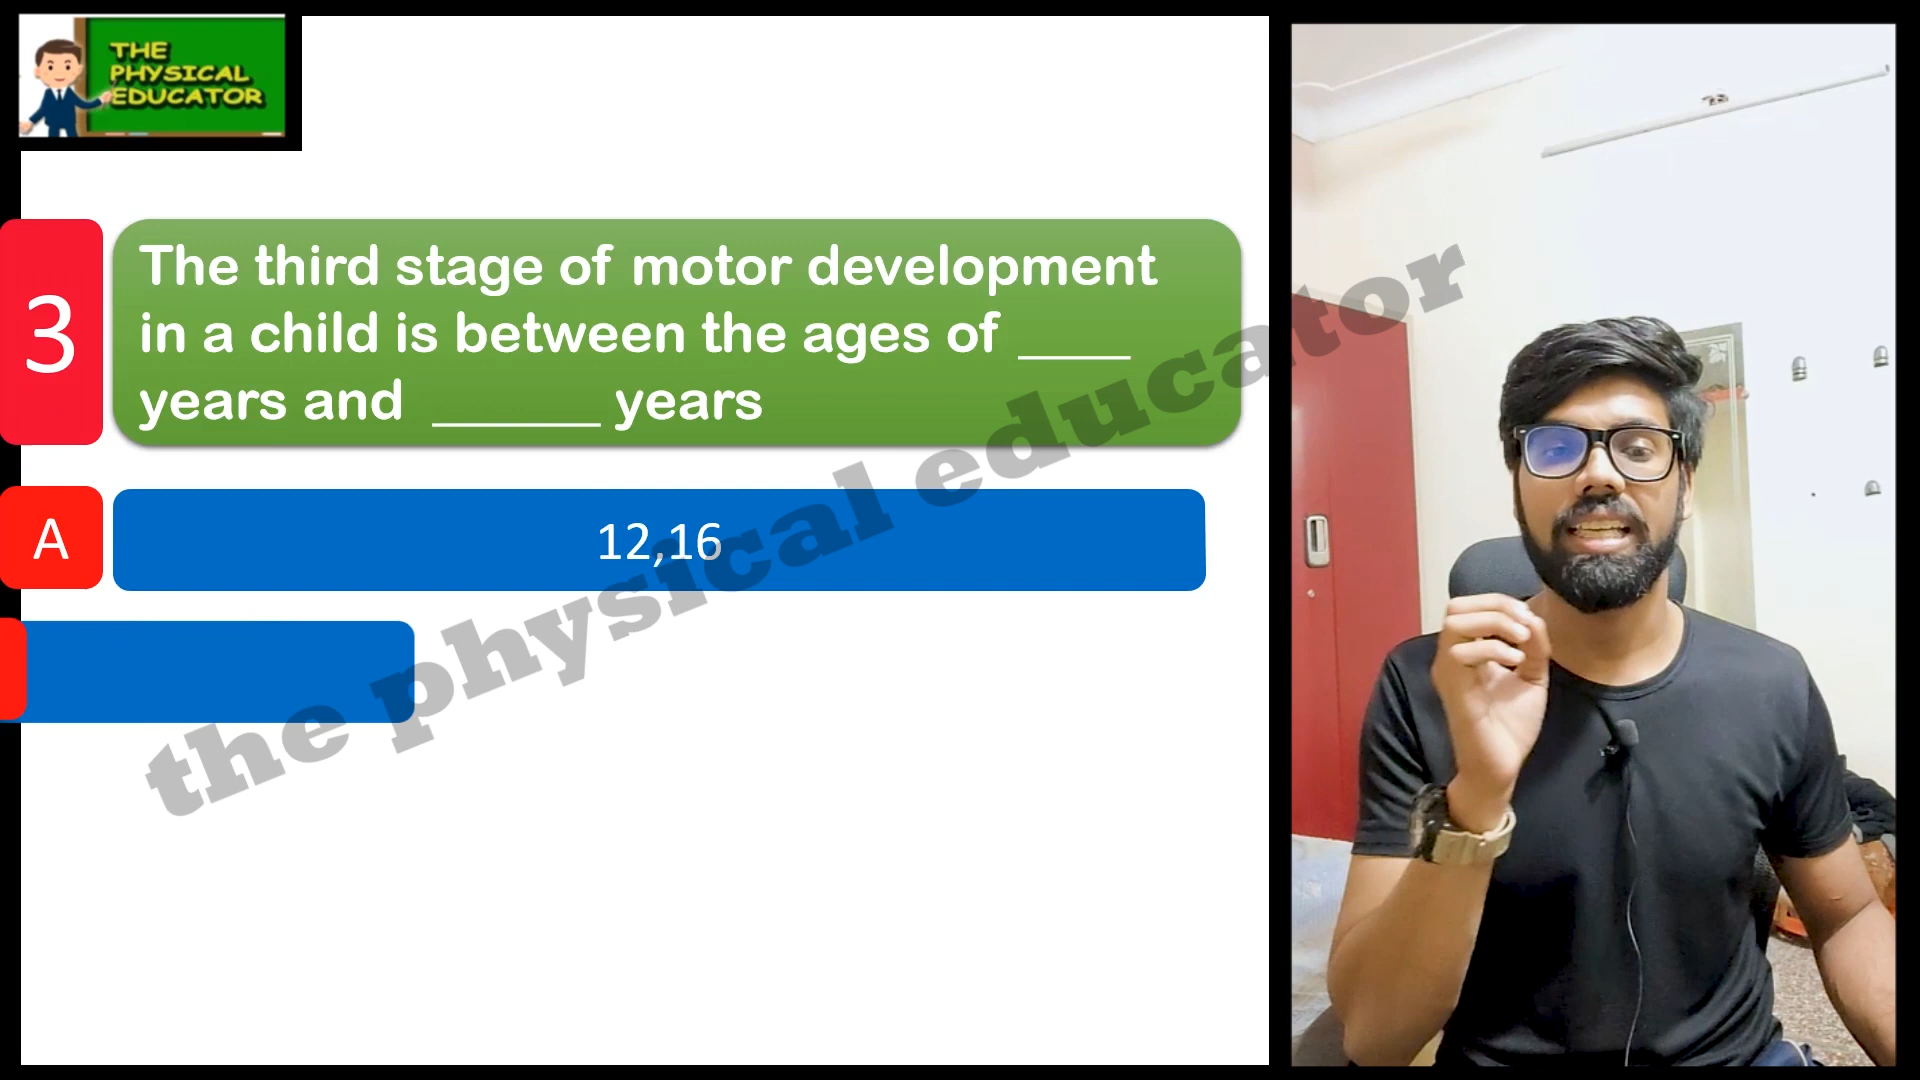 THE
PHYSICAL
EDUCATOR
3
The third stage of motor development
in a child is between the ages of ____
years and ______ years
A
12,16
the physical educator